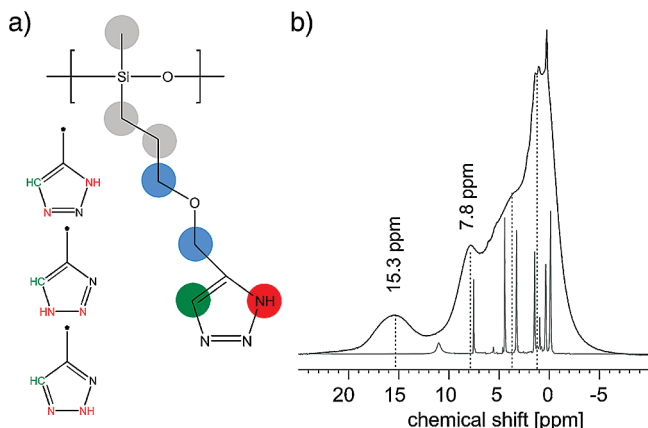 a)
Si
O
O
HC
NH
N
N
HC
HN
N
N
HC
N
N
NH
NH
N
N
b)
15.3 ppm
7.8 ppm
20
15
10
5
0
-5
chemical shift [ppm]